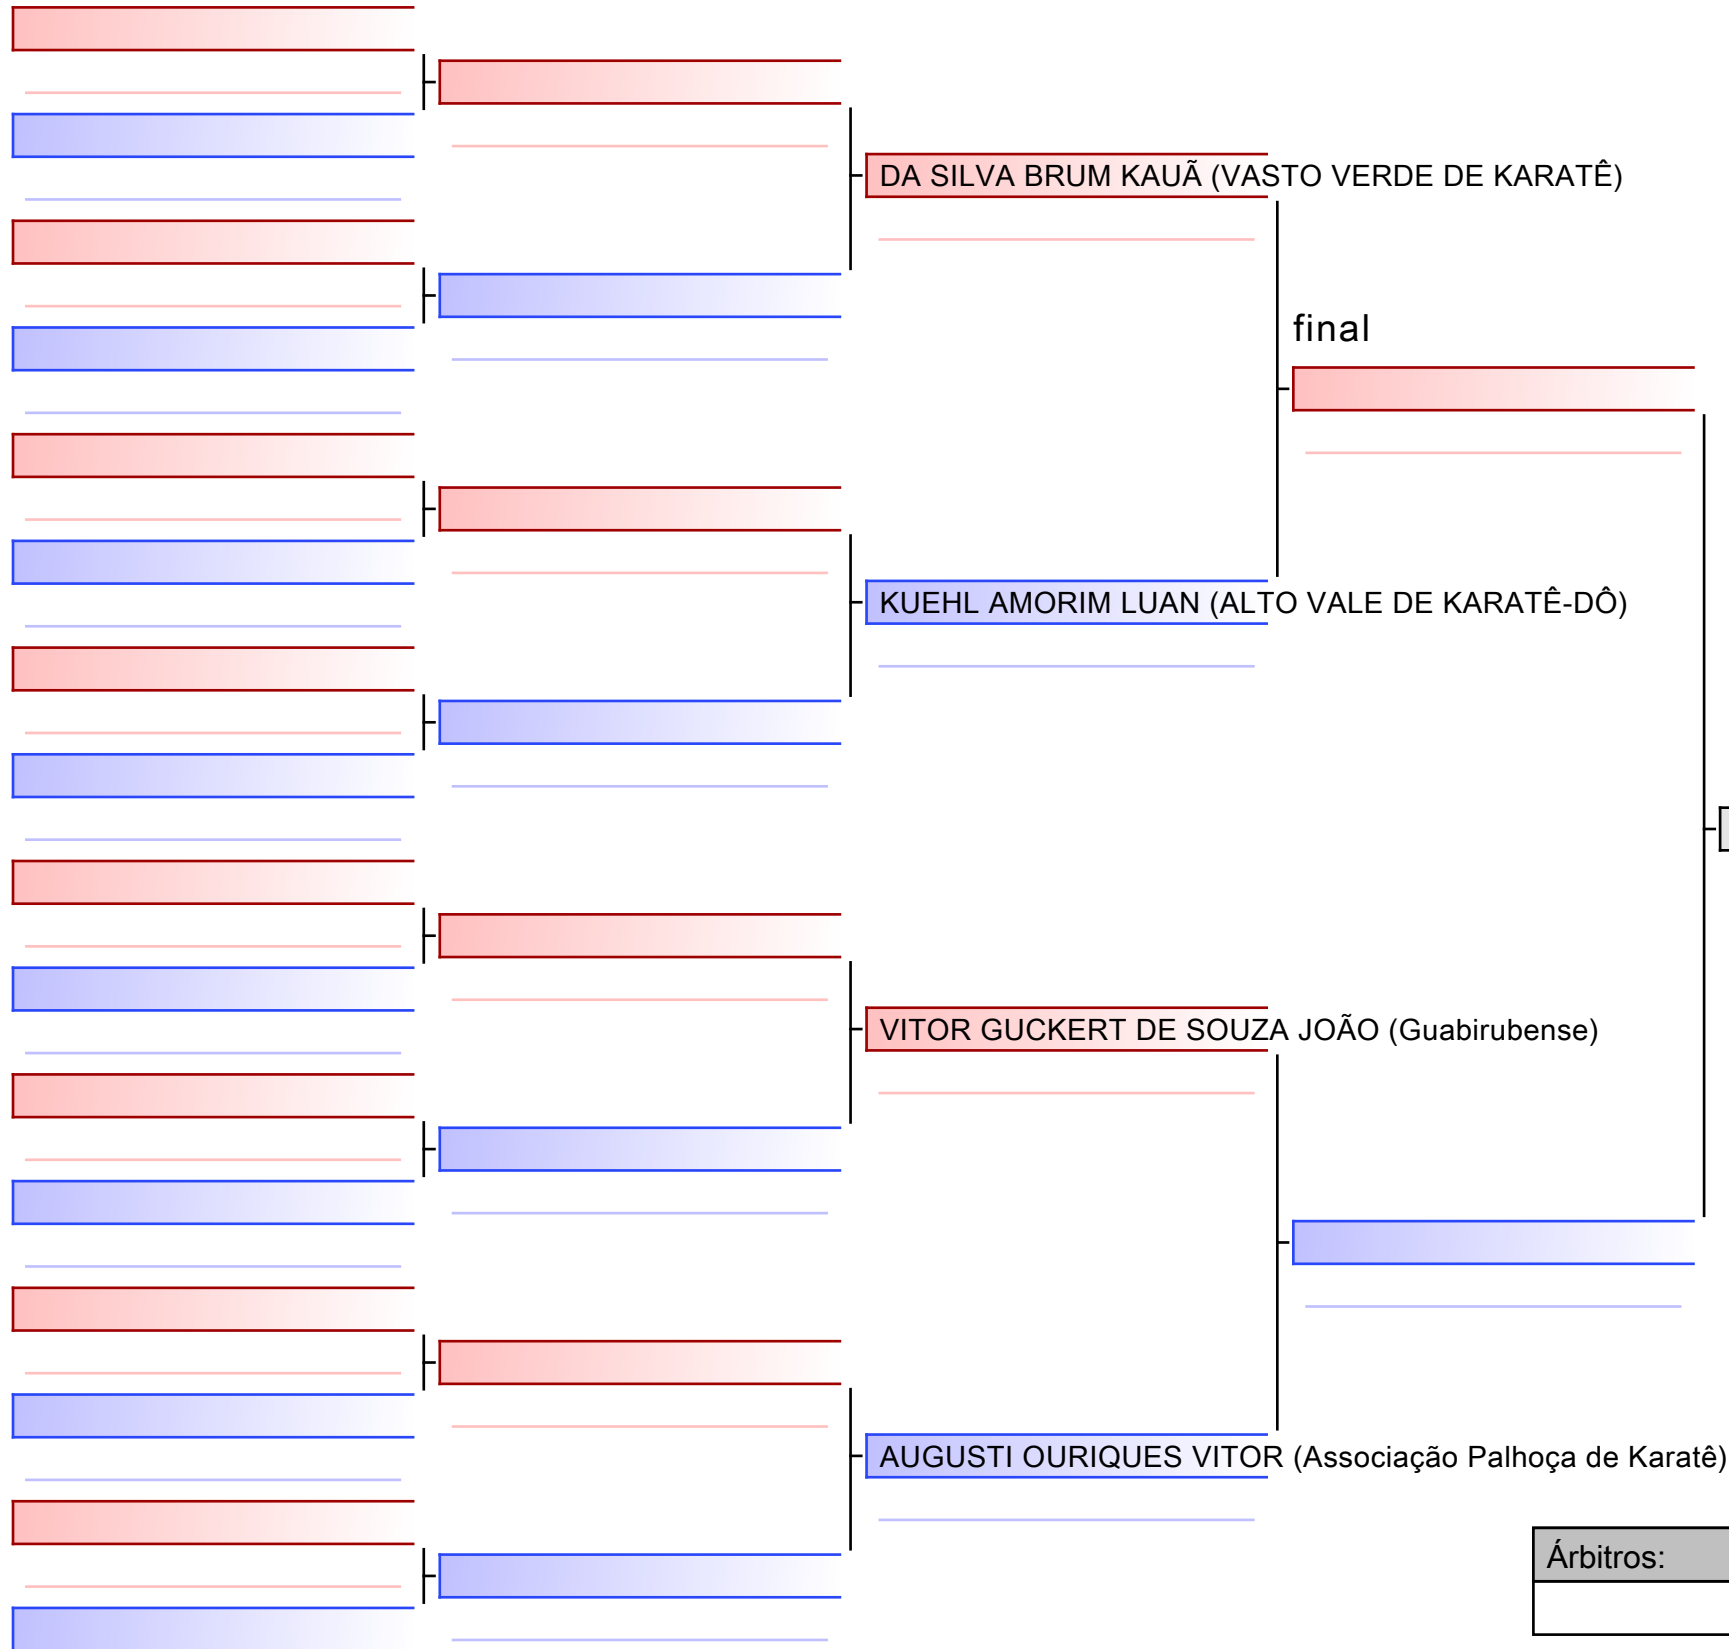 DA SILVA BRUM KAUÃ (VASTO VERDE DE KARATÊ)
final
KUEHL AMORIM LUAN (ALTO VALE DE KARATÊ-DÔ)
VITOR GUCKERT DE SOUZA JOÃO (Guabirubense)
AUGUSTI OURIQUES VITOR (Associação Palhoça de Karatê)
Árbitros: